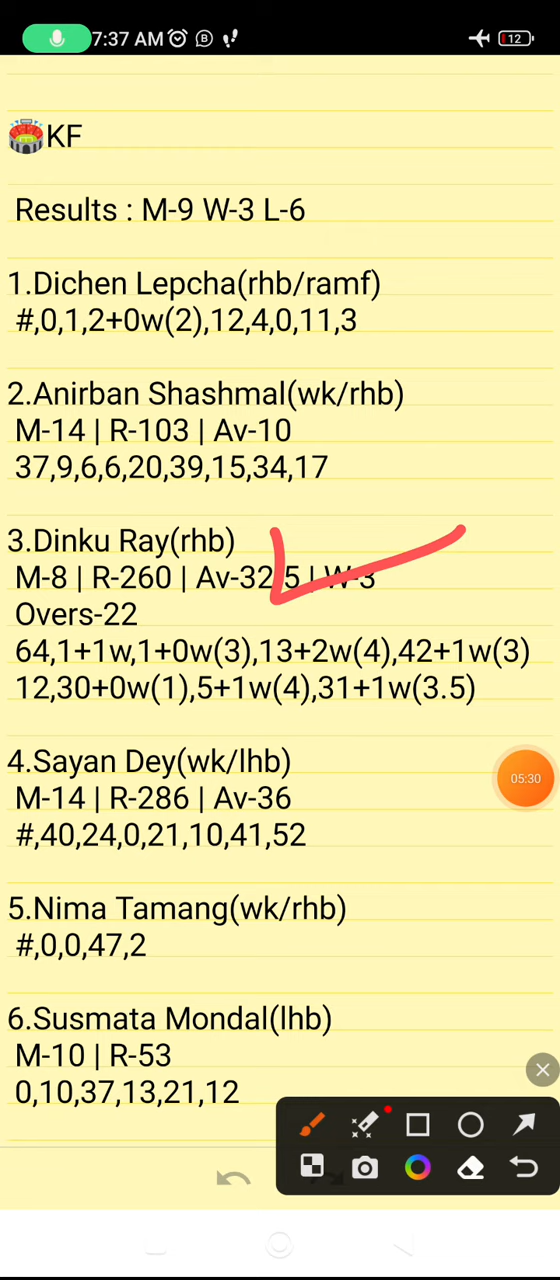 7:37 AM
12
KF
Results : M-9 W-3 L-6
1.Dichen Lepcha(rhb/ramf)
#,0,1,2+0w(2),12,4,0,11,3
2.Anirban Shashmal(wk/rhb)
M-14 | R-103 | Av-10
37,9,6,6,20,39,15,34,17
3.Dinku Ray(rhb)
M-8 | R-260 | Av-32.5 | W-3
Overs-22
64,1+1w,1+0w(3),13+2w(4),42+1w(3)
12,30+0w(1),5+1w(4),31+1w(3.5)
4.Sayan Dey(wk/lhb)
M-14 | R-286 | Av-36
#,40,24,0,21,10,41,52
05:30
5.Nima Tamang(wk/rhb)
#,0,0,47,2
6.Susmata Mondal(lhb)
M-10 | R-53
0,10,37,13,21,12